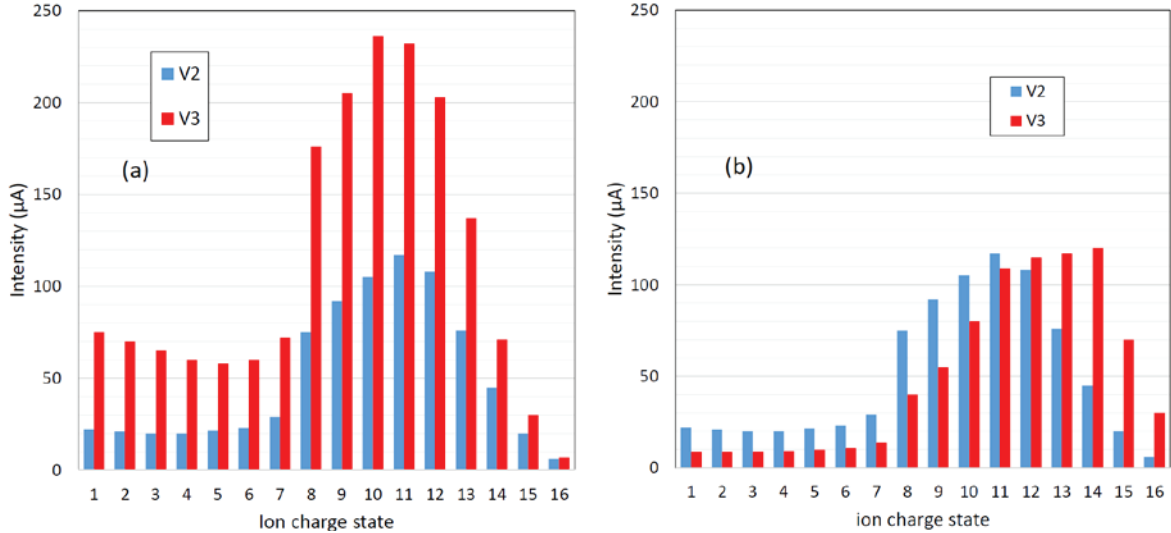 250
200
150
100
50
0
Intensity (µA)
V2
V3
(a)
1 2 3 4 5 6 7 8 9 10 11 12 13 14 15 16
Ion charge state
250
200
150
100
50
0
Intensity (µA)
V2
V3
(b)
1 2 3 4 5 6 7 8 9 10 11 12 13 14 15 16
ion charge state